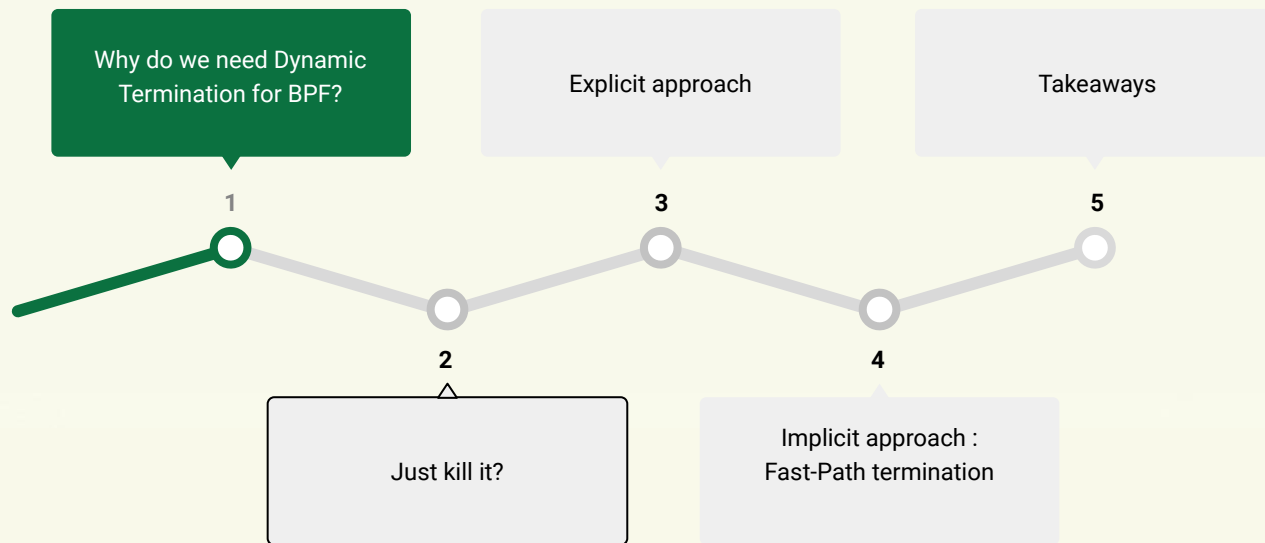 Why do we need Dynamic
Termination for BPF?
1
Just kill it?
2
Explicit approach
3
Implicit approach :
Fast-Path termination
4
Takeaways
5